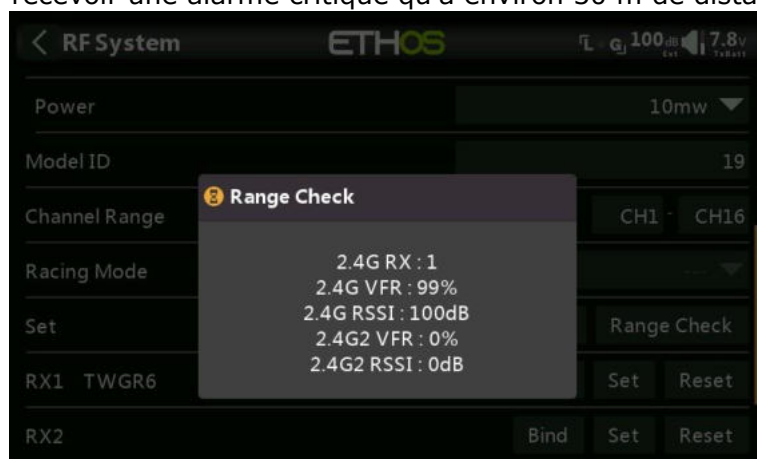 recevoir une alarme critique qu'à environ 30 m de dista
RF System ETHOS 100dB Ext 7.8v TxBatt
Power 10mw
Model ID 19
Range Check
Channel Range CH1 - CH16
2.4G RX : 1
Racing Mode ---
2.4G VFR : 99%
2.4G RSSI : 100dB
Set Range Check
2.4G2 VFR : 0%
2.4G2 RSSI : 0dB
RX1 TWGR6 Set Reset
RX2 Bind Set Reset